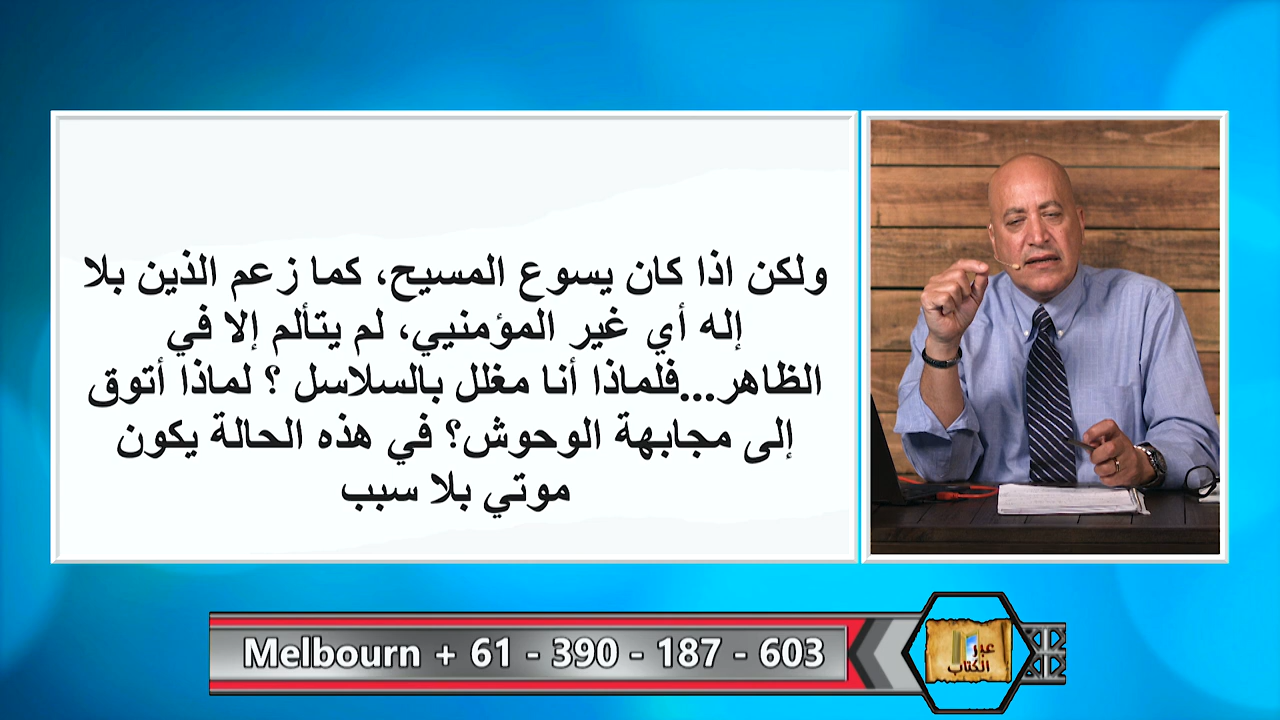 ولكن اذا كان يسوع المسيح، كما زعم الذين بلا
إله أي غير المؤمنيي، لم يتألم إلا في
الظاهر...فلماذا أنا مغلل بالسلاسل ؟ لماذا أتوق
إلى مجابهة الوحوش؟ في هذه الحالة يكون
موتي بلا سبب
Melbourn + 61 - 390 - 187 - 603
عبر
الكتاب